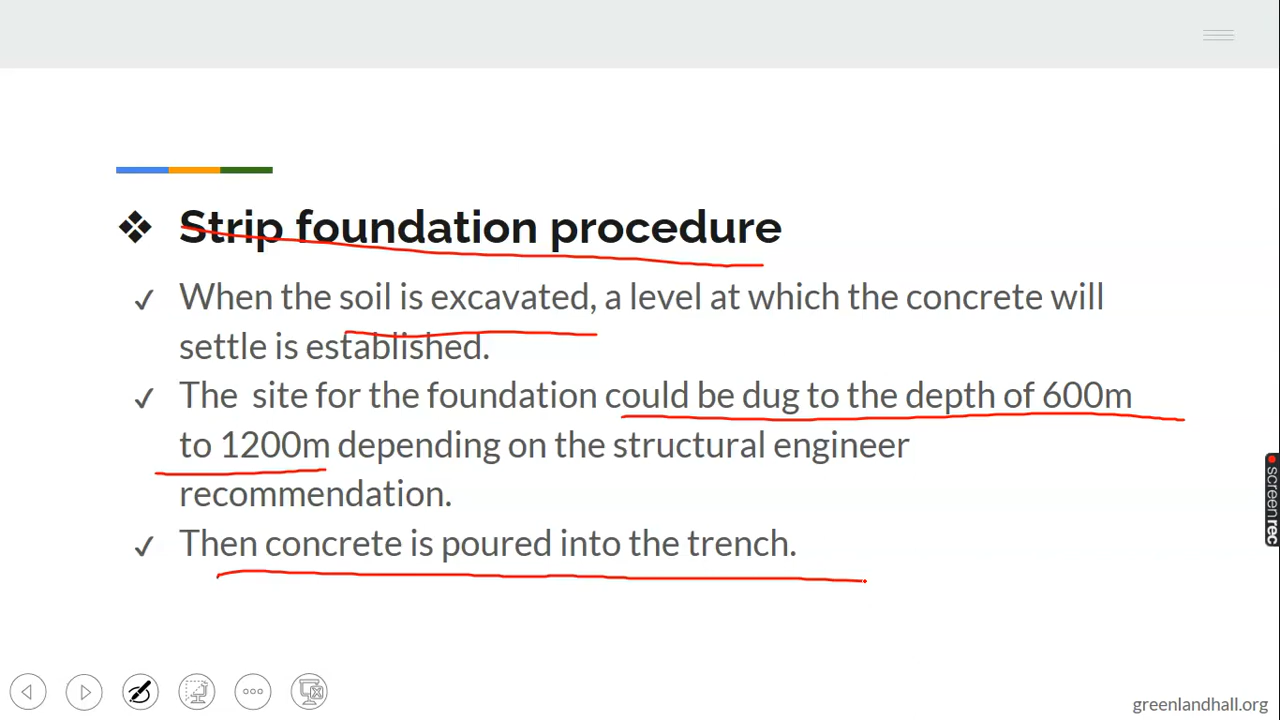 ❖ Strip foundation procedure
✓ When the soil is excavated, a level at which the concrete will
settle is established.
✓ The site for the foundation could be dug to the depth of 600m
to 1200m depending on the structural engineer
recommendation.
✓ Then concrete is poured into the trench.
screenrec
greenlandhall.org